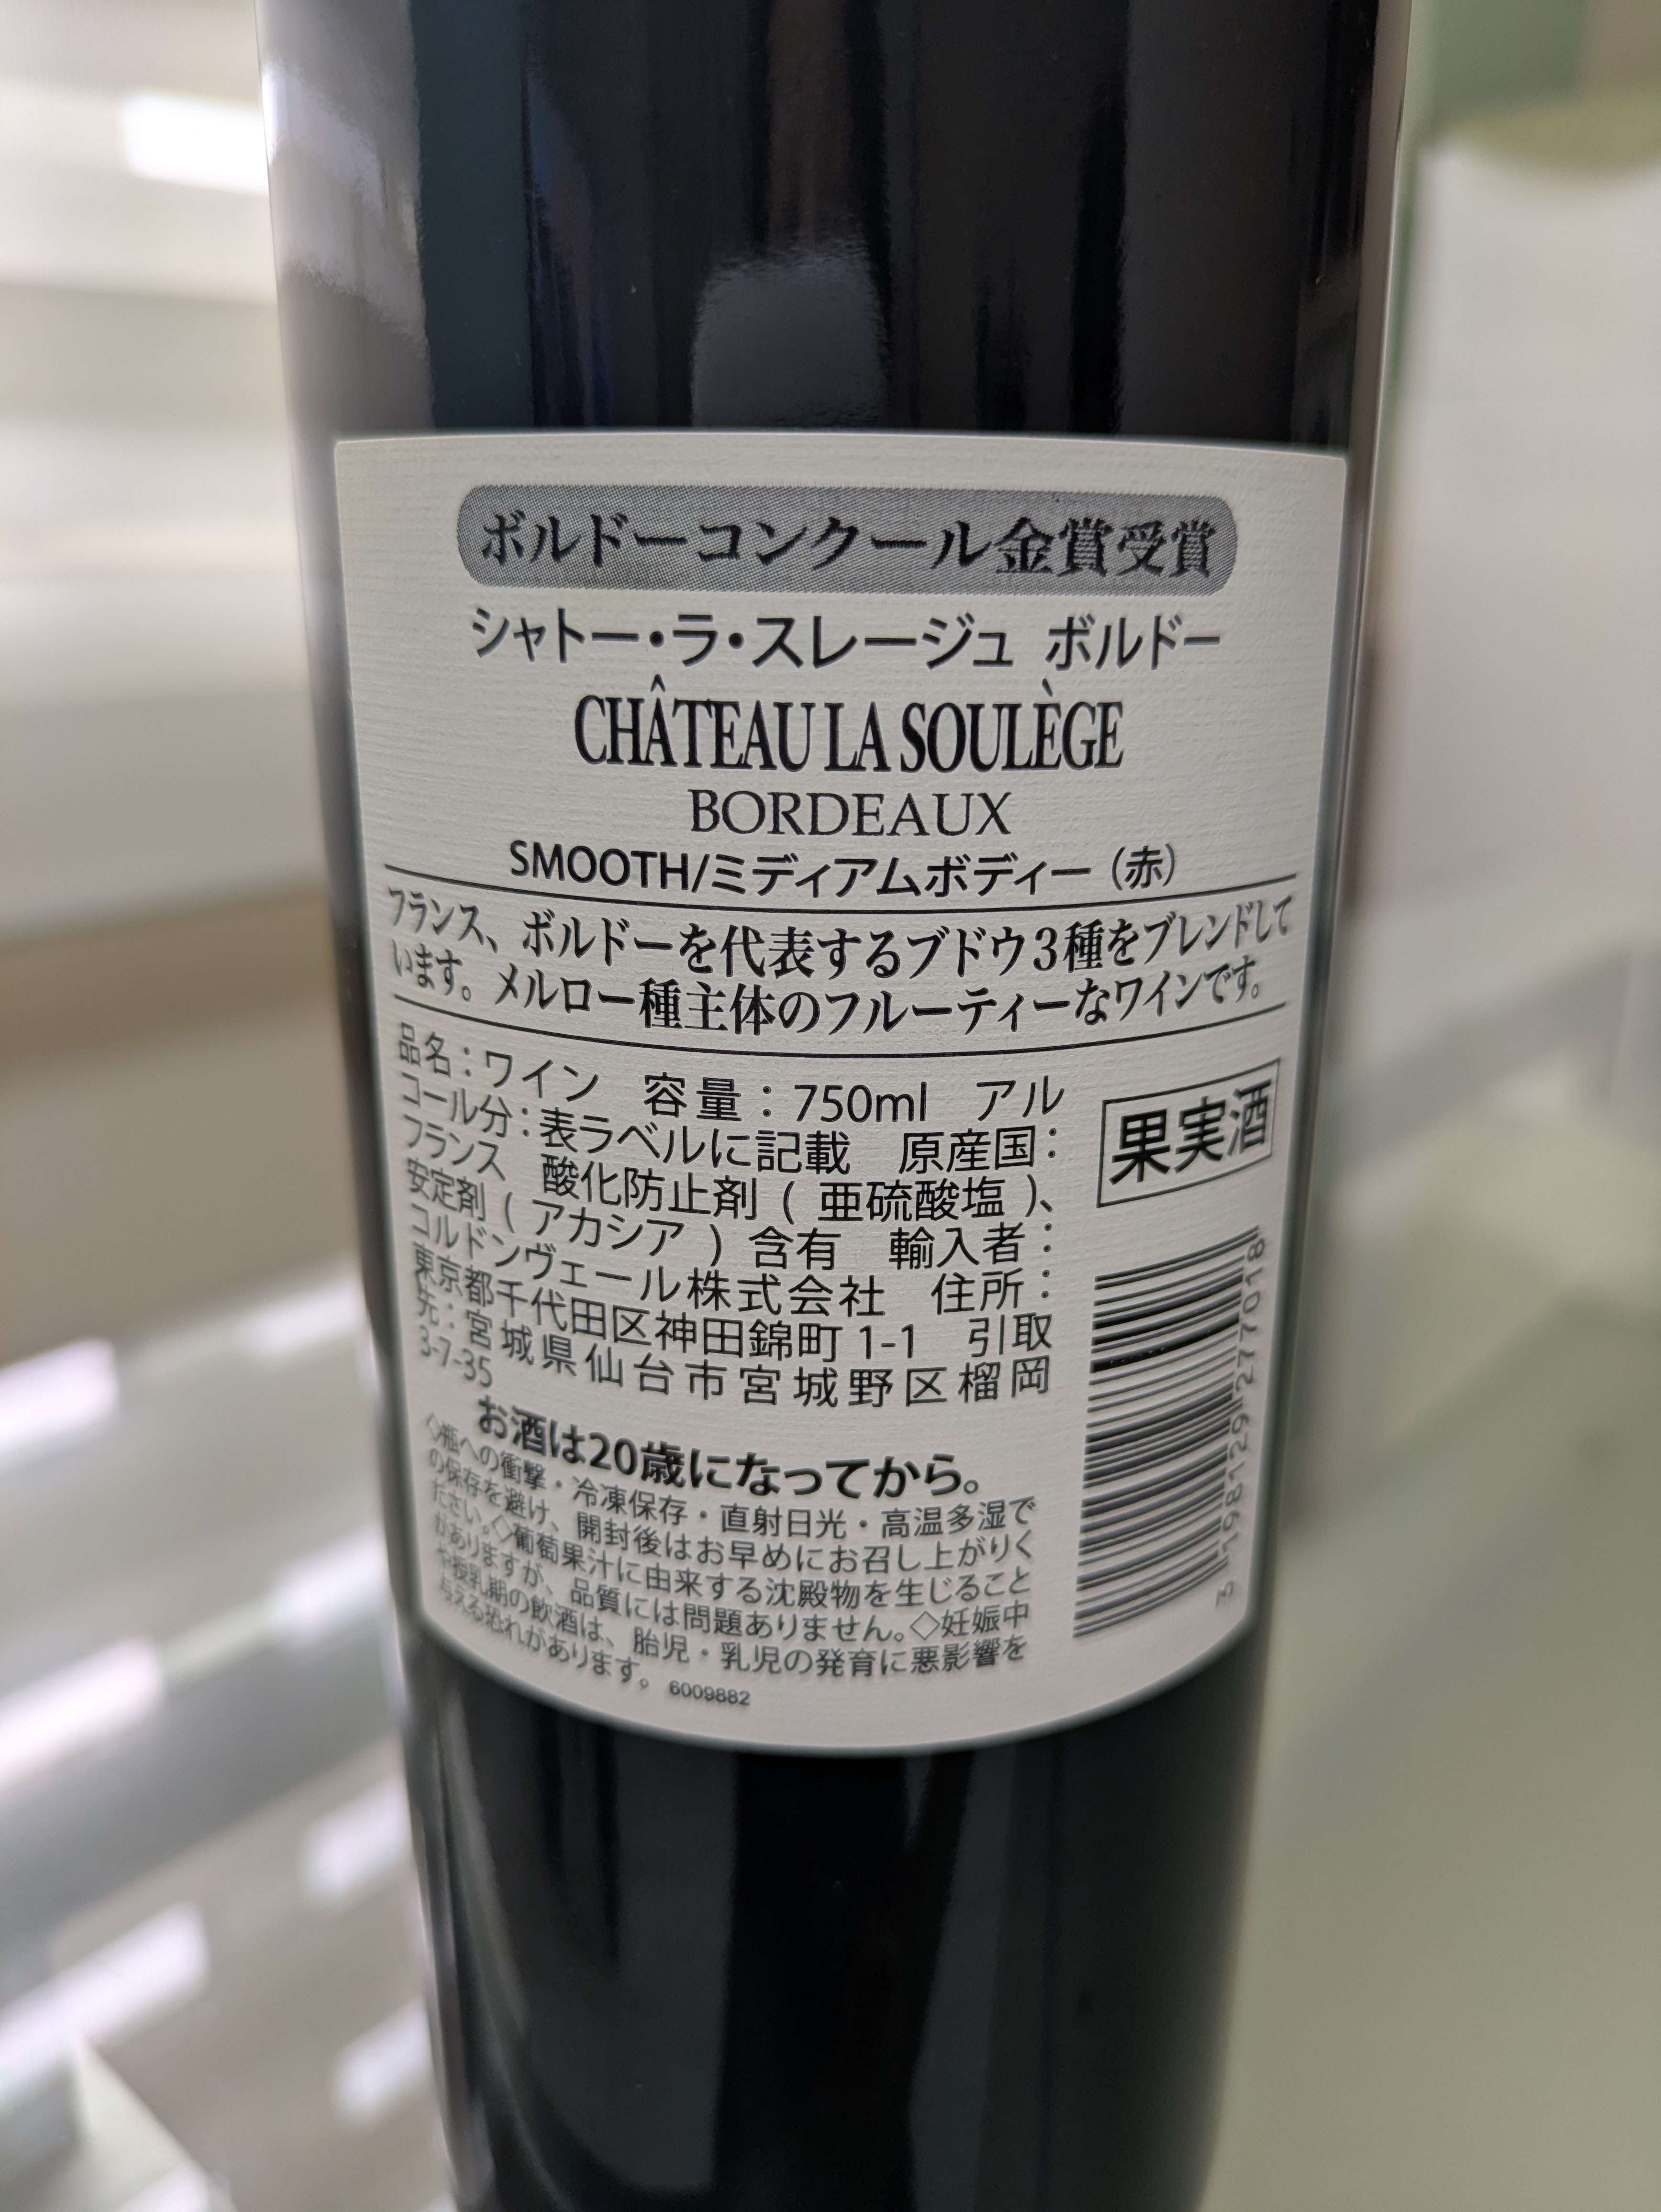 ボルドーコンクール金賞受賞
シャトー・ラ・スレージュ ボルドー
CHÂTEAU LA SOULÈGE
BORDEAUX
SMOOTH/ミディアムボディー（赤）
フランス、ボルドーを代表するブドウ3種をブレンドして
います。メルロー種主体のフルーティーなワインです。
品名：ワイン　容量：750ml　アル
コール分：表ラベルに記載　原産国：
フランス　酸化防止剤（亜硫酸塩）、
安定剤（アカシア）含有　輸入者：
コルドンヴェール株式会社　住所：
東京都千代田区神田錦町1-1　引取
先：宮城県仙台市宮城野区榴岡
3-7-35
果実酒
お酒は20歳になってから。
◇瓶への衝撃・冷凍保存・直射日光・高温多湿で
の保存を避け、開封後はお早めにお召し上がりく
ださい。◇葡萄果汁に由来する沈殿物を生じること
がありますが、品質には問題ありません。◇妊娠中
や授乳期の飲酒は、胎児・乳児の発育に悪影響を
与える恐れがあります。 6009882
3 198129 277018